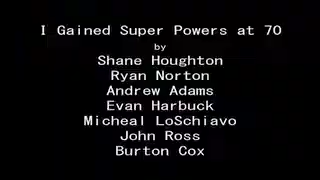 I Gained Super Powers at 70
by
Shane Houghton
Ryan Norton
Andrew Adams
Evan Harbuck
Micheal LoSchiavo
John Ross
Burton Cox